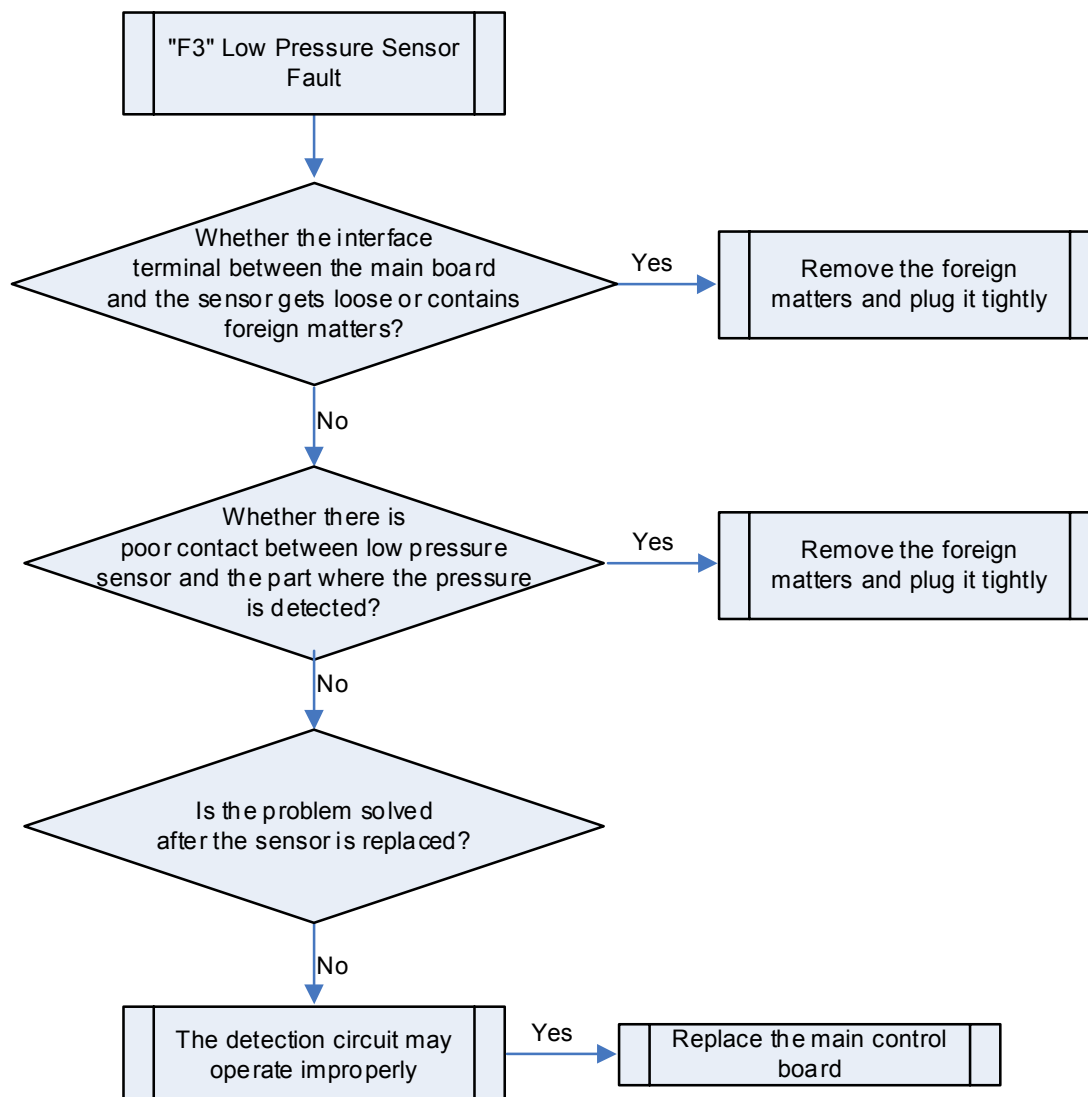 "F3" Low Pressure Sensor
Fault
Whether the interface
terminal between the main board
and the sensor gets loose or contains
foreign matters?
Yes
Remove the foreign
matters and plug it tightly
No
Whether there is
poor contact between low pressure
sensor and the part where the pressure
is detected?
Yes
Remove the foreign
matters and plug it tightly
No
Is the problem solved
after the sensor is replaced?
No
The detection circuit may
operate improperly
Yes
Replace the main control
board